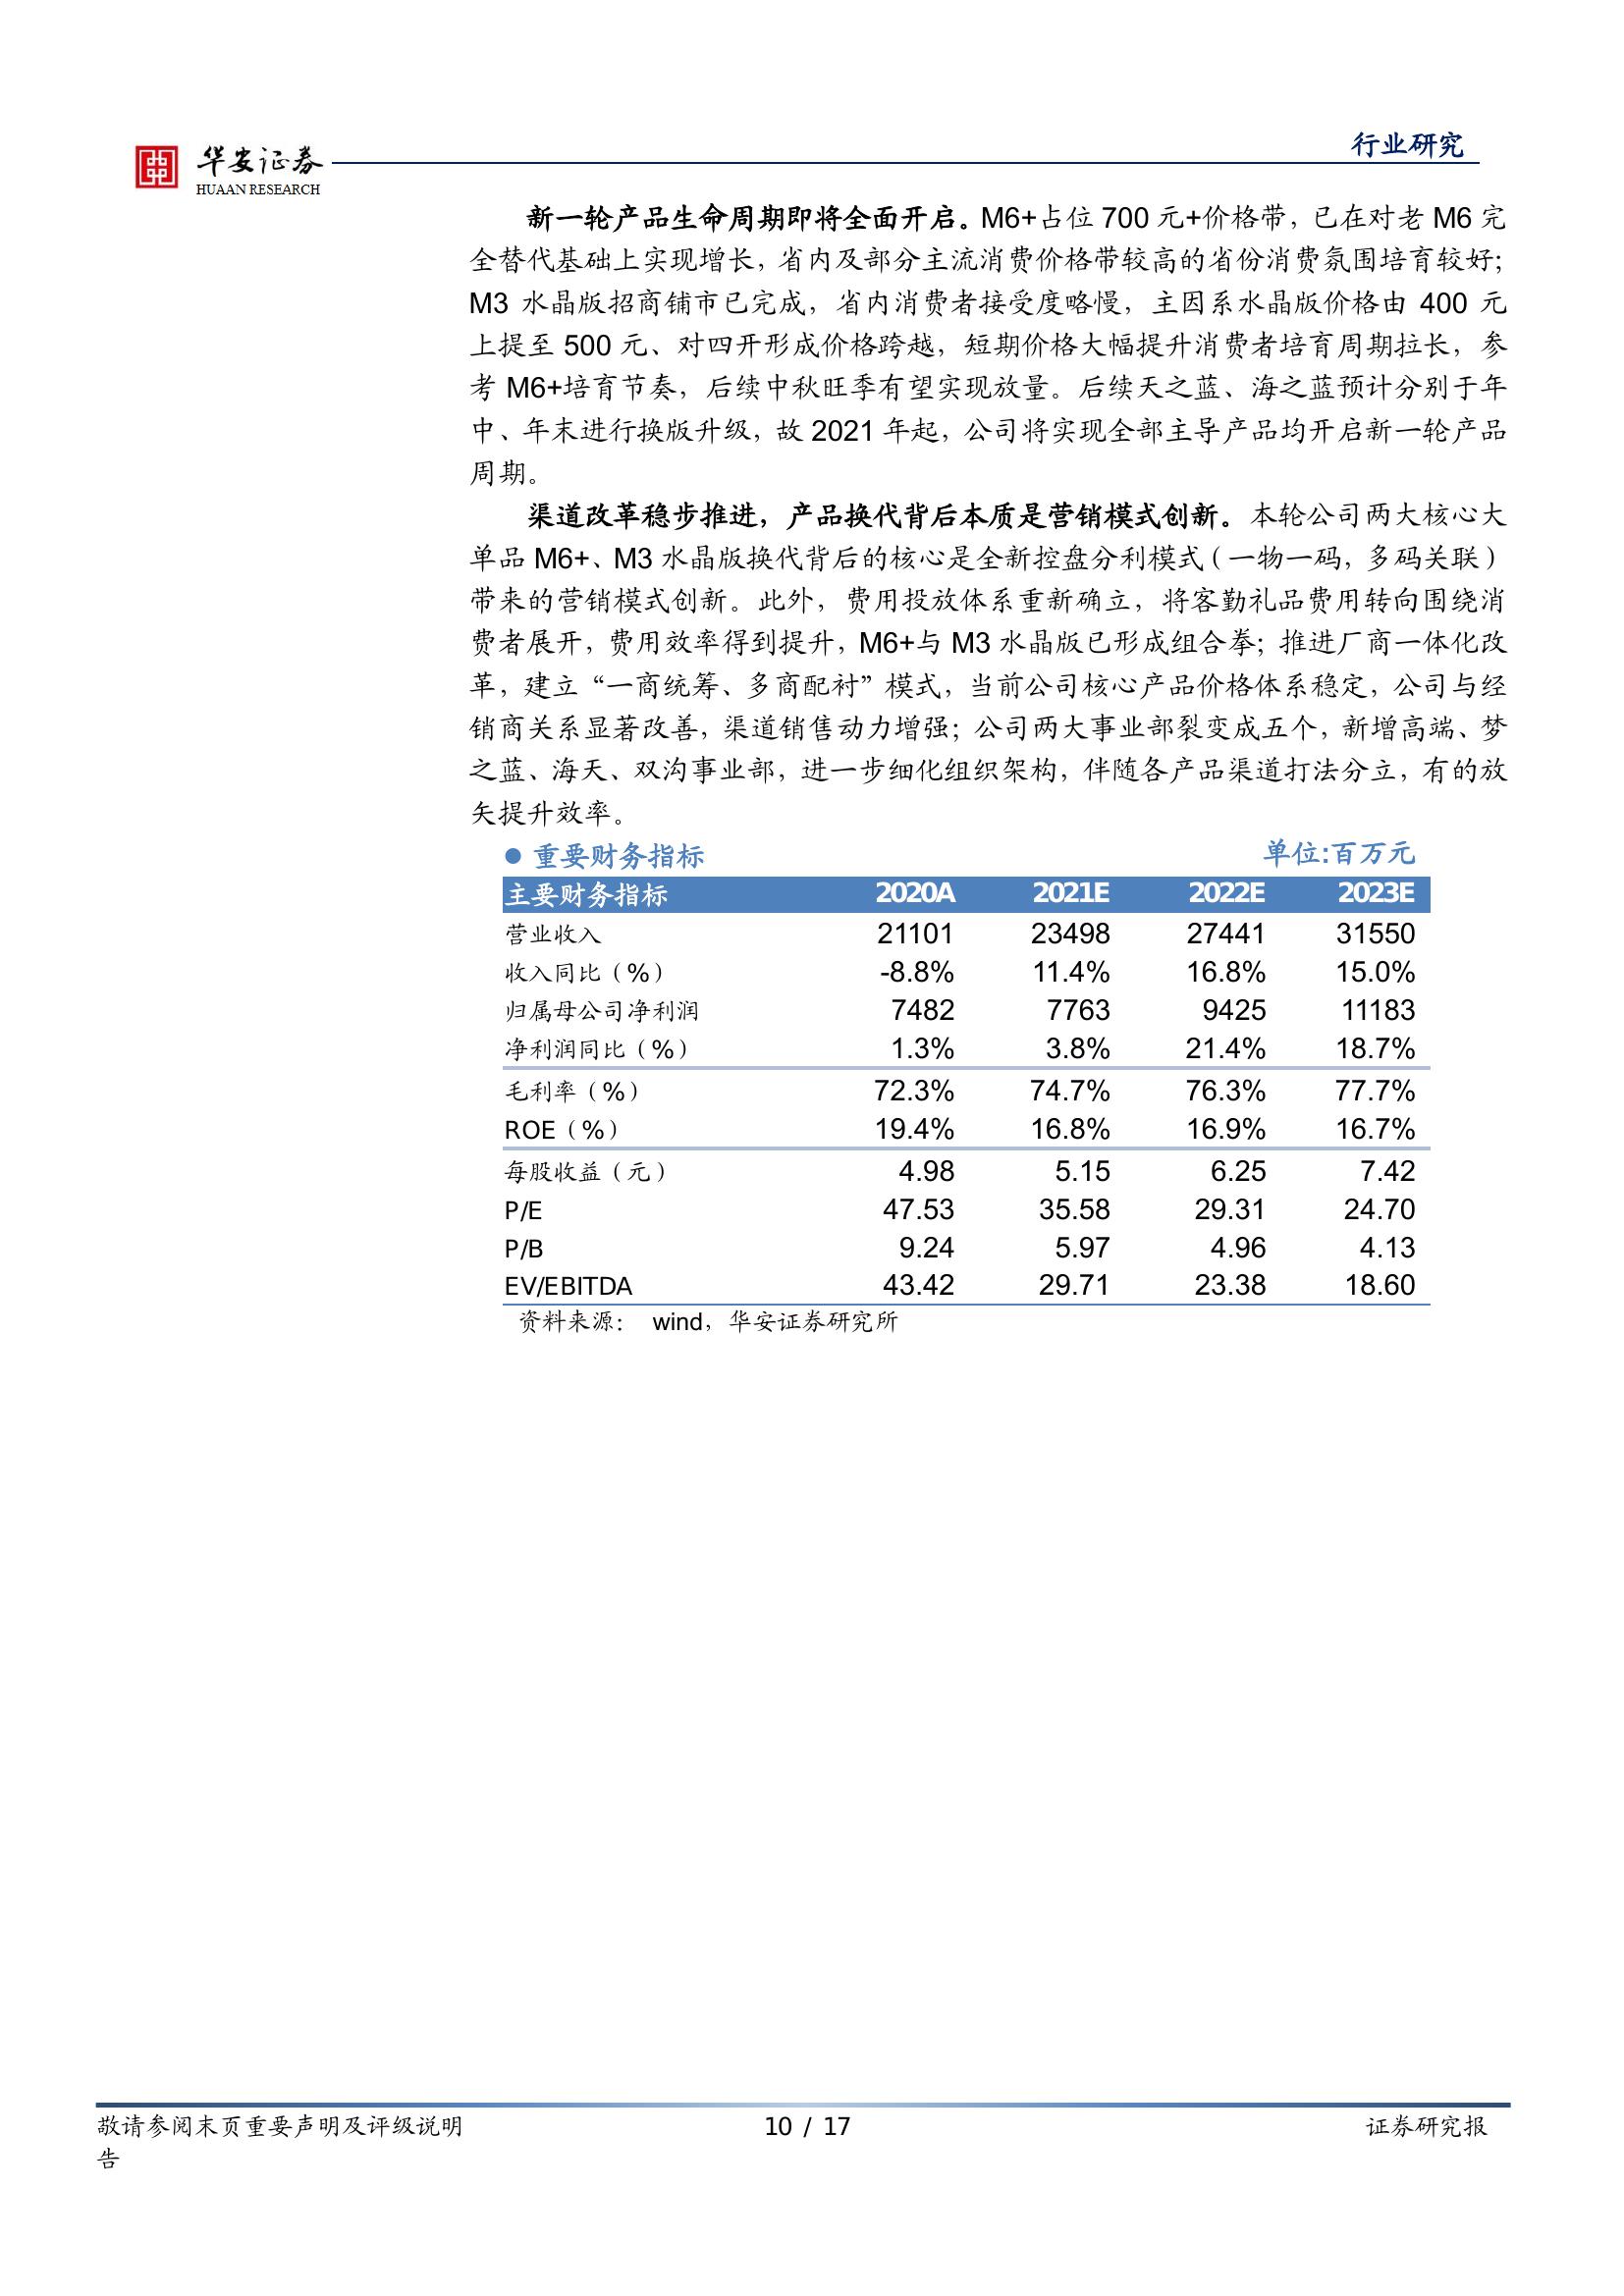 华安证券
HUAAN RESEARCH
行业研究
新一轮产品生命周期即将全面开启。M6+占位 700 元+价格带，已在对老 M6 完
全替代基础上实现增长，省内及部分主流消费价格带较高的省份消费氛围培育较好；
M3 水晶版招商铺市已完成，省内消费者接受度略慢，主因系水晶版价格由 400 元
上提至 500 元、对四开形成价格跨越，短期价格大幅提升消费者培育周期拉长，参
考 M6+培育节奏，后续中秋旺季有望实现放量。后续天之蓝、海之蓝预计分别于年
中、年末进行换版升级，故 2021 年起，公司将实现全部主导产品均开启新一轮产品
周期。
渠道改革稳步推进，产品换代背后本质是营销模式创新。本轮公司两大核心大
单品 M6+、M3 水晶版换代背后的核心是全新控盘分利模式（一物一码，多码关联）
带来的营销模式创新。此外，费用投放体系重新确立，将客勤礼品费用转向围绕消
费者展开，费用效率得到提升，M6+与 M3 水晶版已形成组合拳；推进厂商一体化改
革，建立“一商统筹、多商配衬”模式，当前公司核心产品价格体系稳定，公司与经
销商关系显著改善，渠道销售动力增强；公司两大事业部裂变成五个，新增高端、梦
之蓝、海天、双沟事业部，进一步细化组织架构，伴随各产品渠道打法分立，有的放
矢提升效率。
● 重要财务指标 单位:百万元
主要财务指标 2020A 2021E 2022E 2023E
营业收入 21101 23498 27441 31550
收入同比（%） -8.8% 11.4% 16.8% 15.0%
归属母公司净利润 7482 7763 9425 11183
净利润同比（%） 1.3% 3.8% 21.4% 18.7%
毛利率（%） 72.3% 74.7% 76.3% 77.7%
ROE（%） 19.4% 16.8% 16.9% 16.7%
每股收益（元） 4.98 5.15 6.25 7.42
P/E 47.53 35.58 29.31 24.70
P/B 9.24 5.97 4.96 4.13
EV/EBITDA 43.42 29.71 23.38 18.60
资料来源： wind，华安证券研究所
敬请参阅末页重要声明及评级说明 10 / 17 证券研究报
告